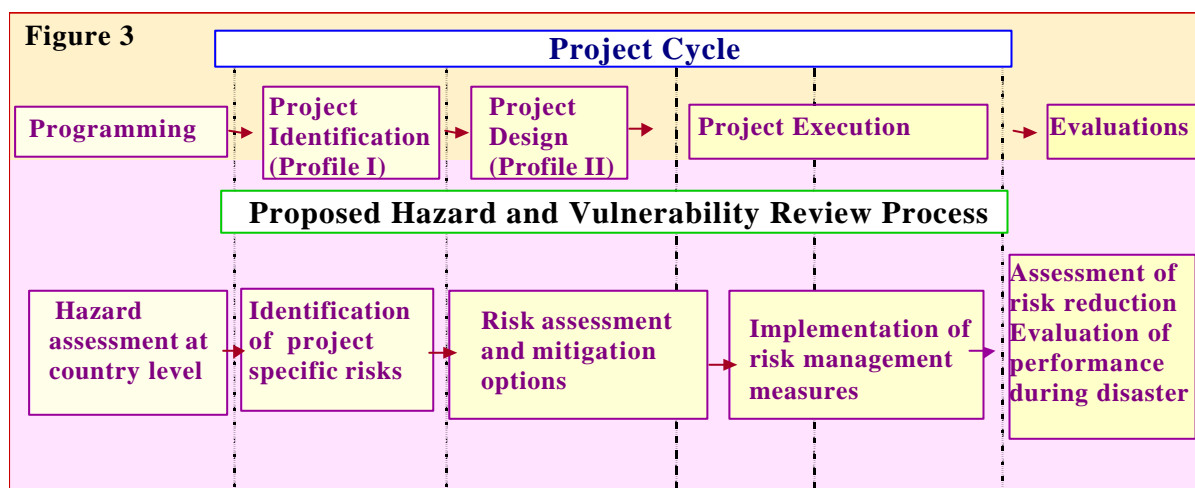 Figure 3
Project Cycle
Programming
Project
Identification
(Profile I)
Project
Design
(Profile II)
Project Execution
Evaluations
Proposed Hazard and Vulnerability Review Process
Hazard
assessment at
country level
Identification
of project
specific risks
Risk assessment
and mitigation
options
Implementation of
risk management
measures
Assessment of
risk reduction
Evaluation of
performance
during disaster